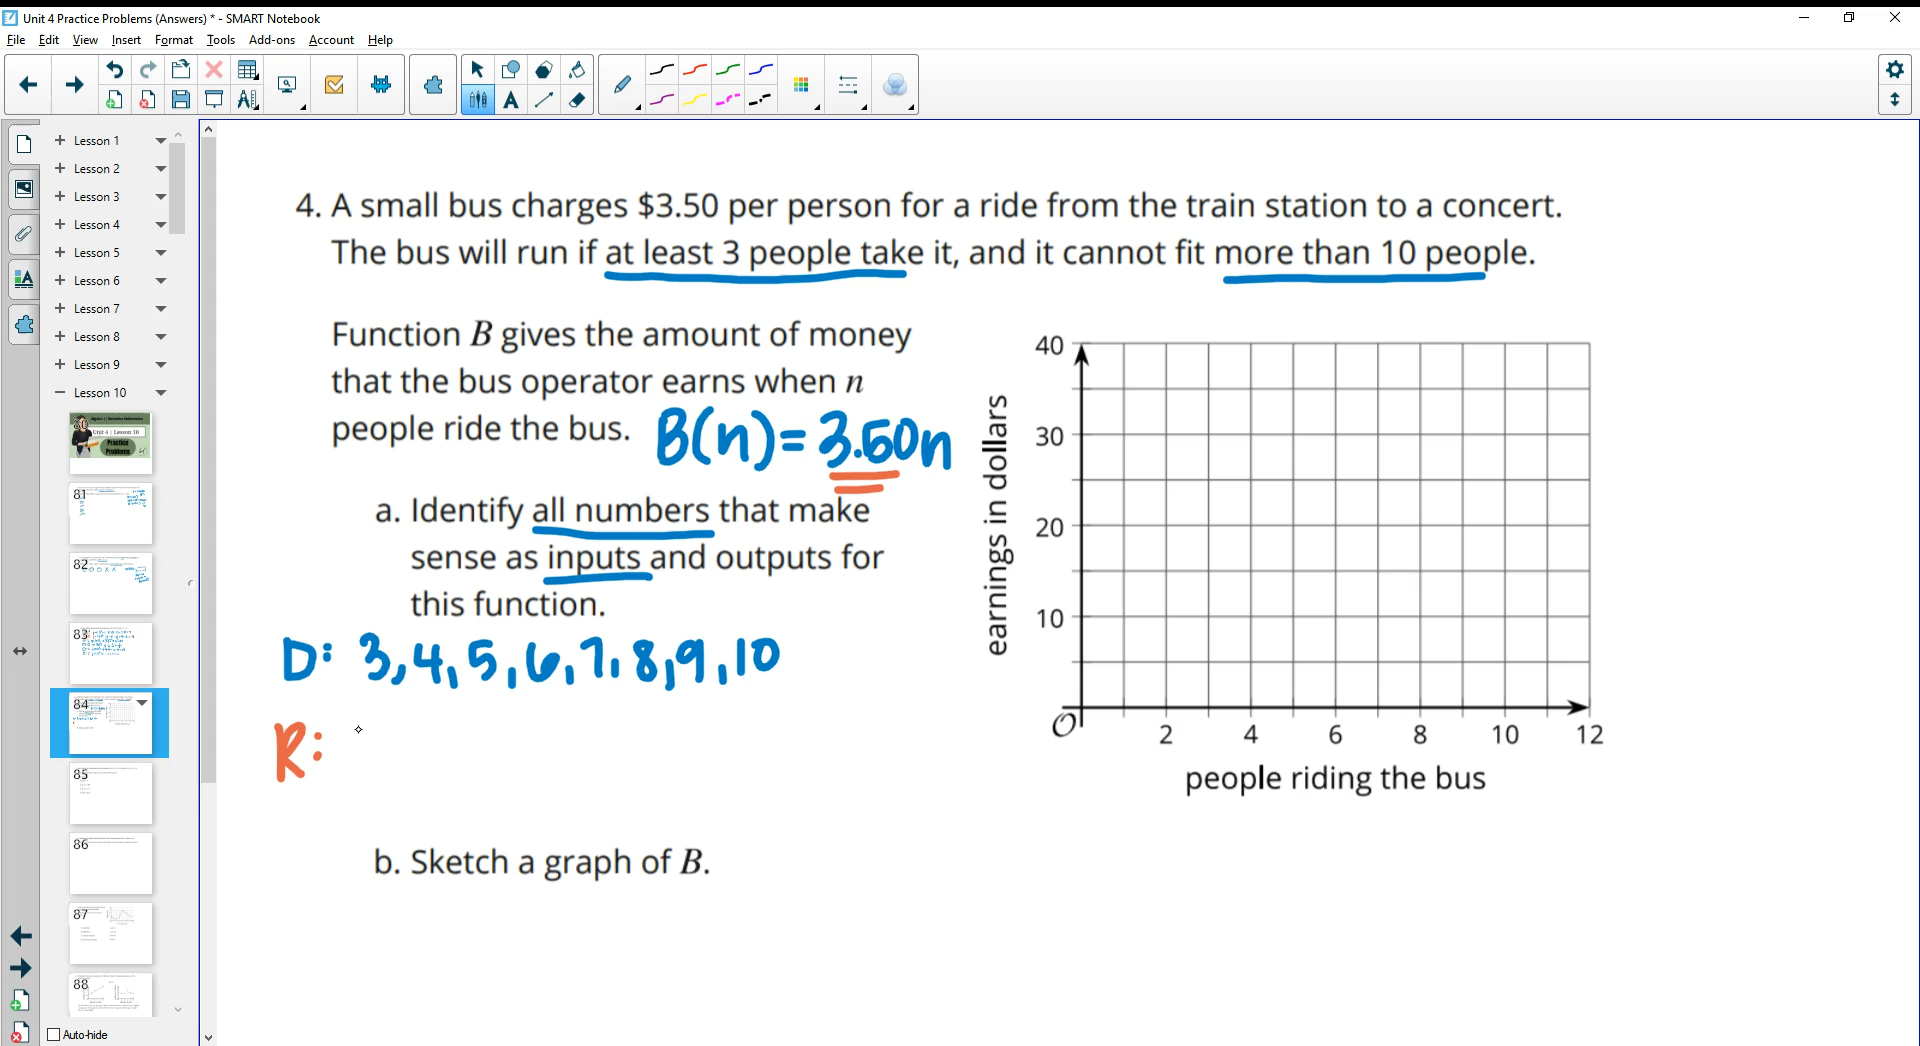 Unit 4 Practice Problems (Answers) * - SMART Notebook
File Edit View Insert Format Tools Add-ons Account Help
Lesson 1
Lesson 2
Lesson 3
Lesson 4
Lesson 5
Lesson 6
Lesson 7
Lesson 8
Lesson 9
Lesson 10
Unit 4 | Lesson 10
Practice
Problems
81
82
83
84
85
86
87
88
Auto-hide
4. A small bus charges $3.50 per person for a ride from the train station to a concert.
The bus will run if at least 3 people take it, and it cannot fit more than 10 people.
Function B gives the amount of money
that the bus operator earns when n
people ride the bus. B(n)=3.50n
a. Identify all numbers that make
sense as inputs and outputs for
this function.
D: 3,4,5,6,7,8,9,10
R:
b. Sketch a graph of B.
earnings in dollars
40
30
20
10
O
2 4 6 8 10 12
people riding the bus